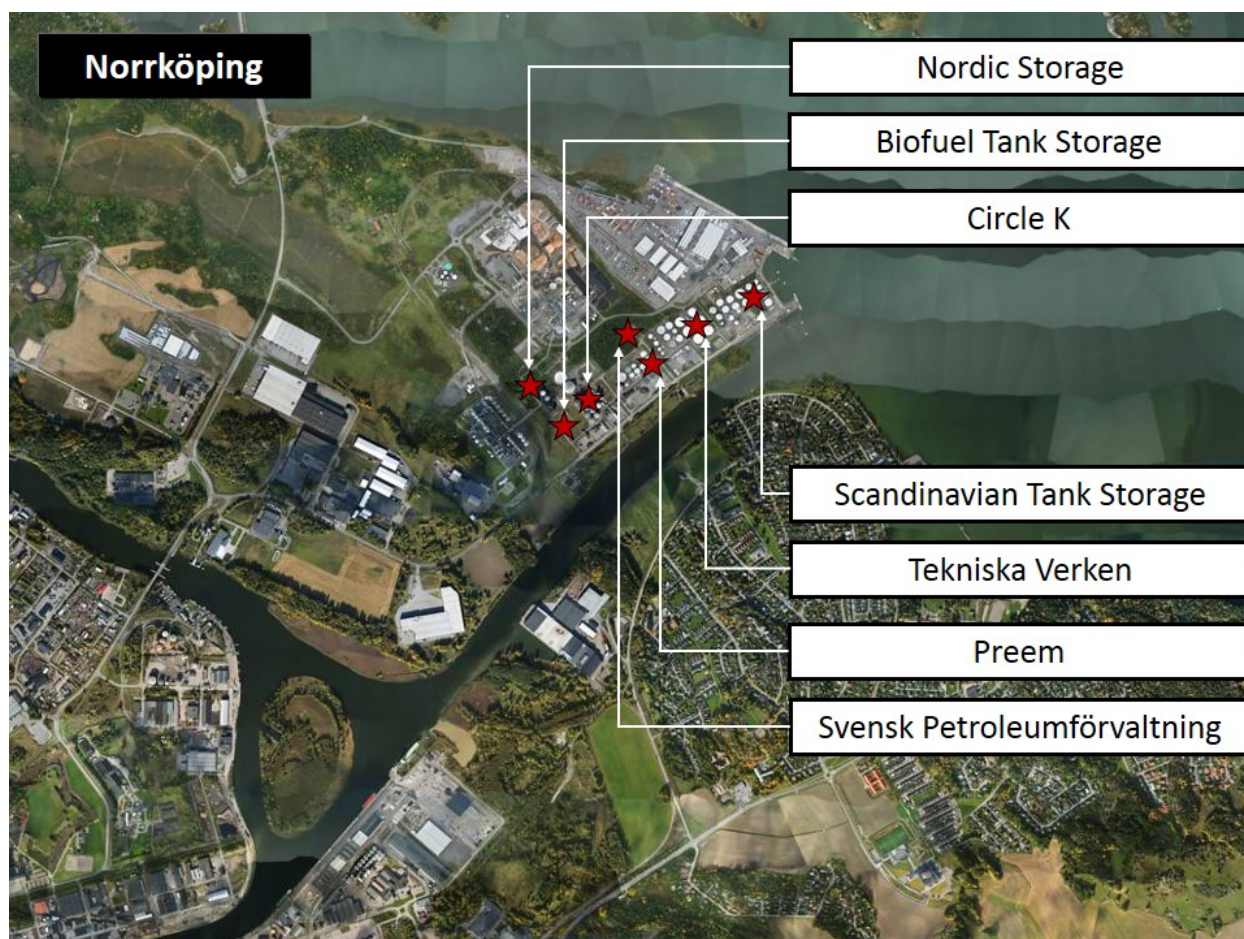 Norrköping
Nordic Storage
Biofuel Tank Storage
Circle K
Scandinavian Tank Storage
Tekniska Verken
Preem
Svensk Petroleumförvaltning